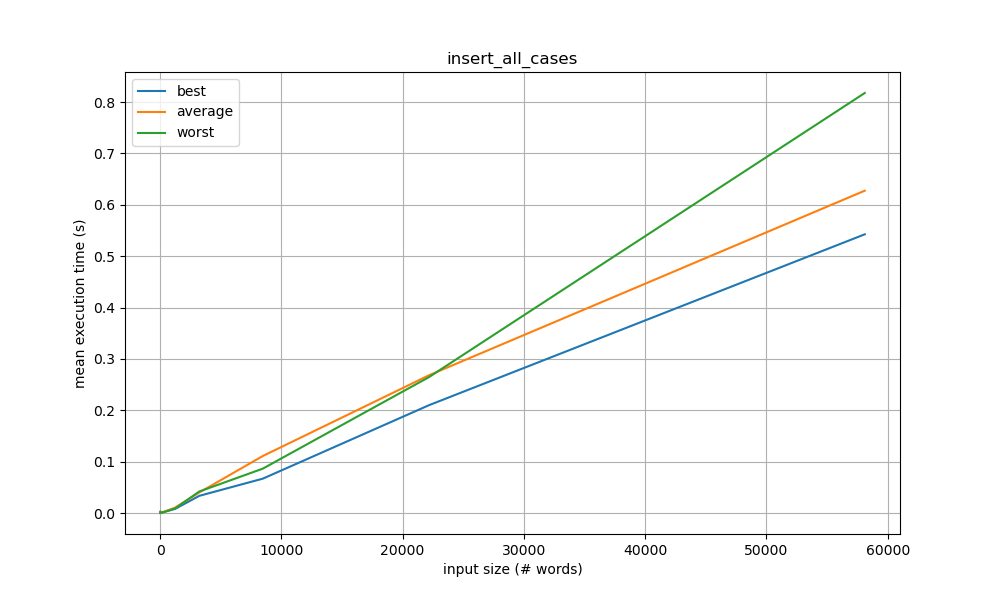 insert_all_cases
best
average
worst
mean execution time (s)
0.8
0.7
0.6
0.5
0.4
0.3
0.2
0.1
0.0
0 10000 20000 30000 40000 50000 60000
input size (# words)